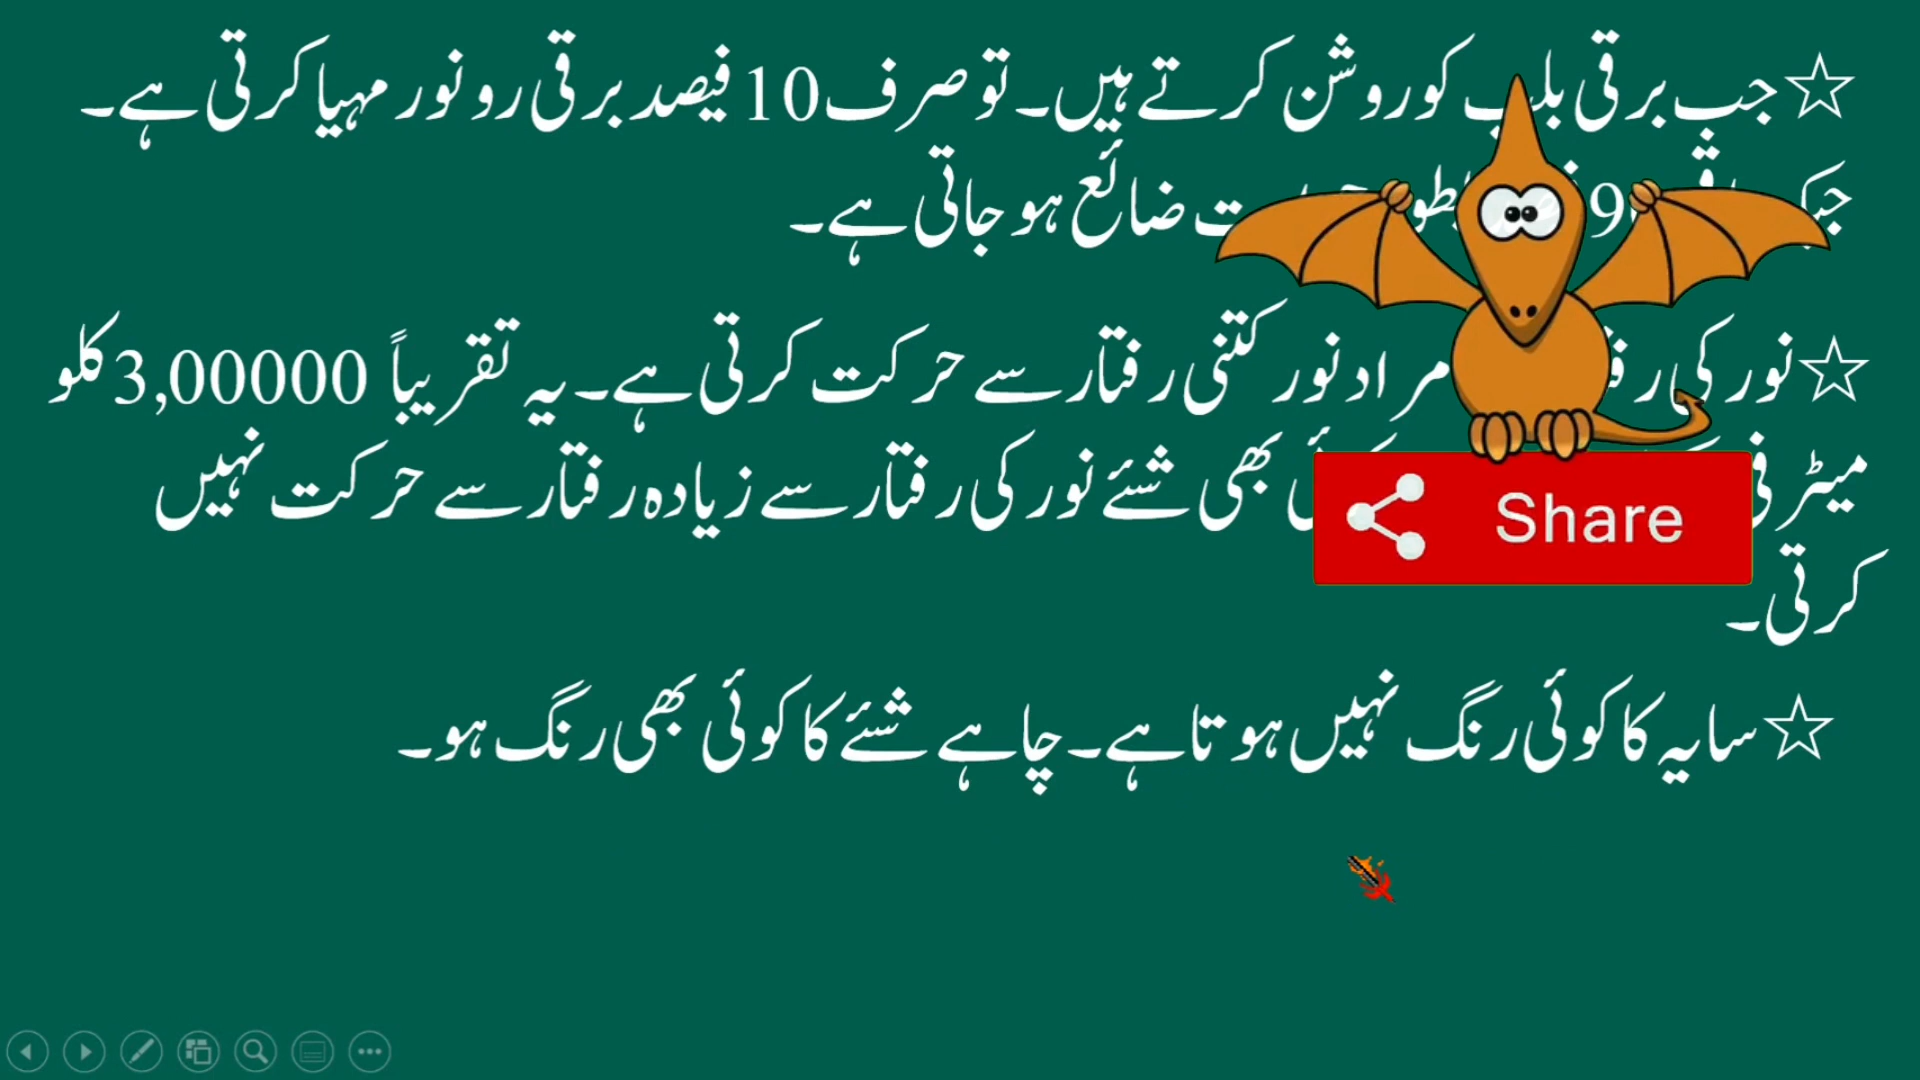 ☆جب برقی بلب کو روشن کرتے ہیں۔ تو صرف 10 فیصد برقی رو نور مہیا کرتی ہے۔
ضائع ہو جاتی ہے۔
☆نور کی مراد نور کتنی رفتار سے حرکت کرتی ہے۔ یہ تقریباً 3,00000 کلو
میٹر فی بھی شئے نور کی رفتار سے زیادہ رفتار سے حرکت نہیں
Share
کرتی۔
☆سایہ کا کوئی رنگ نہیں ہوتا ہے۔ چاہے شئے کا کوئی بھی رنگ ہو۔